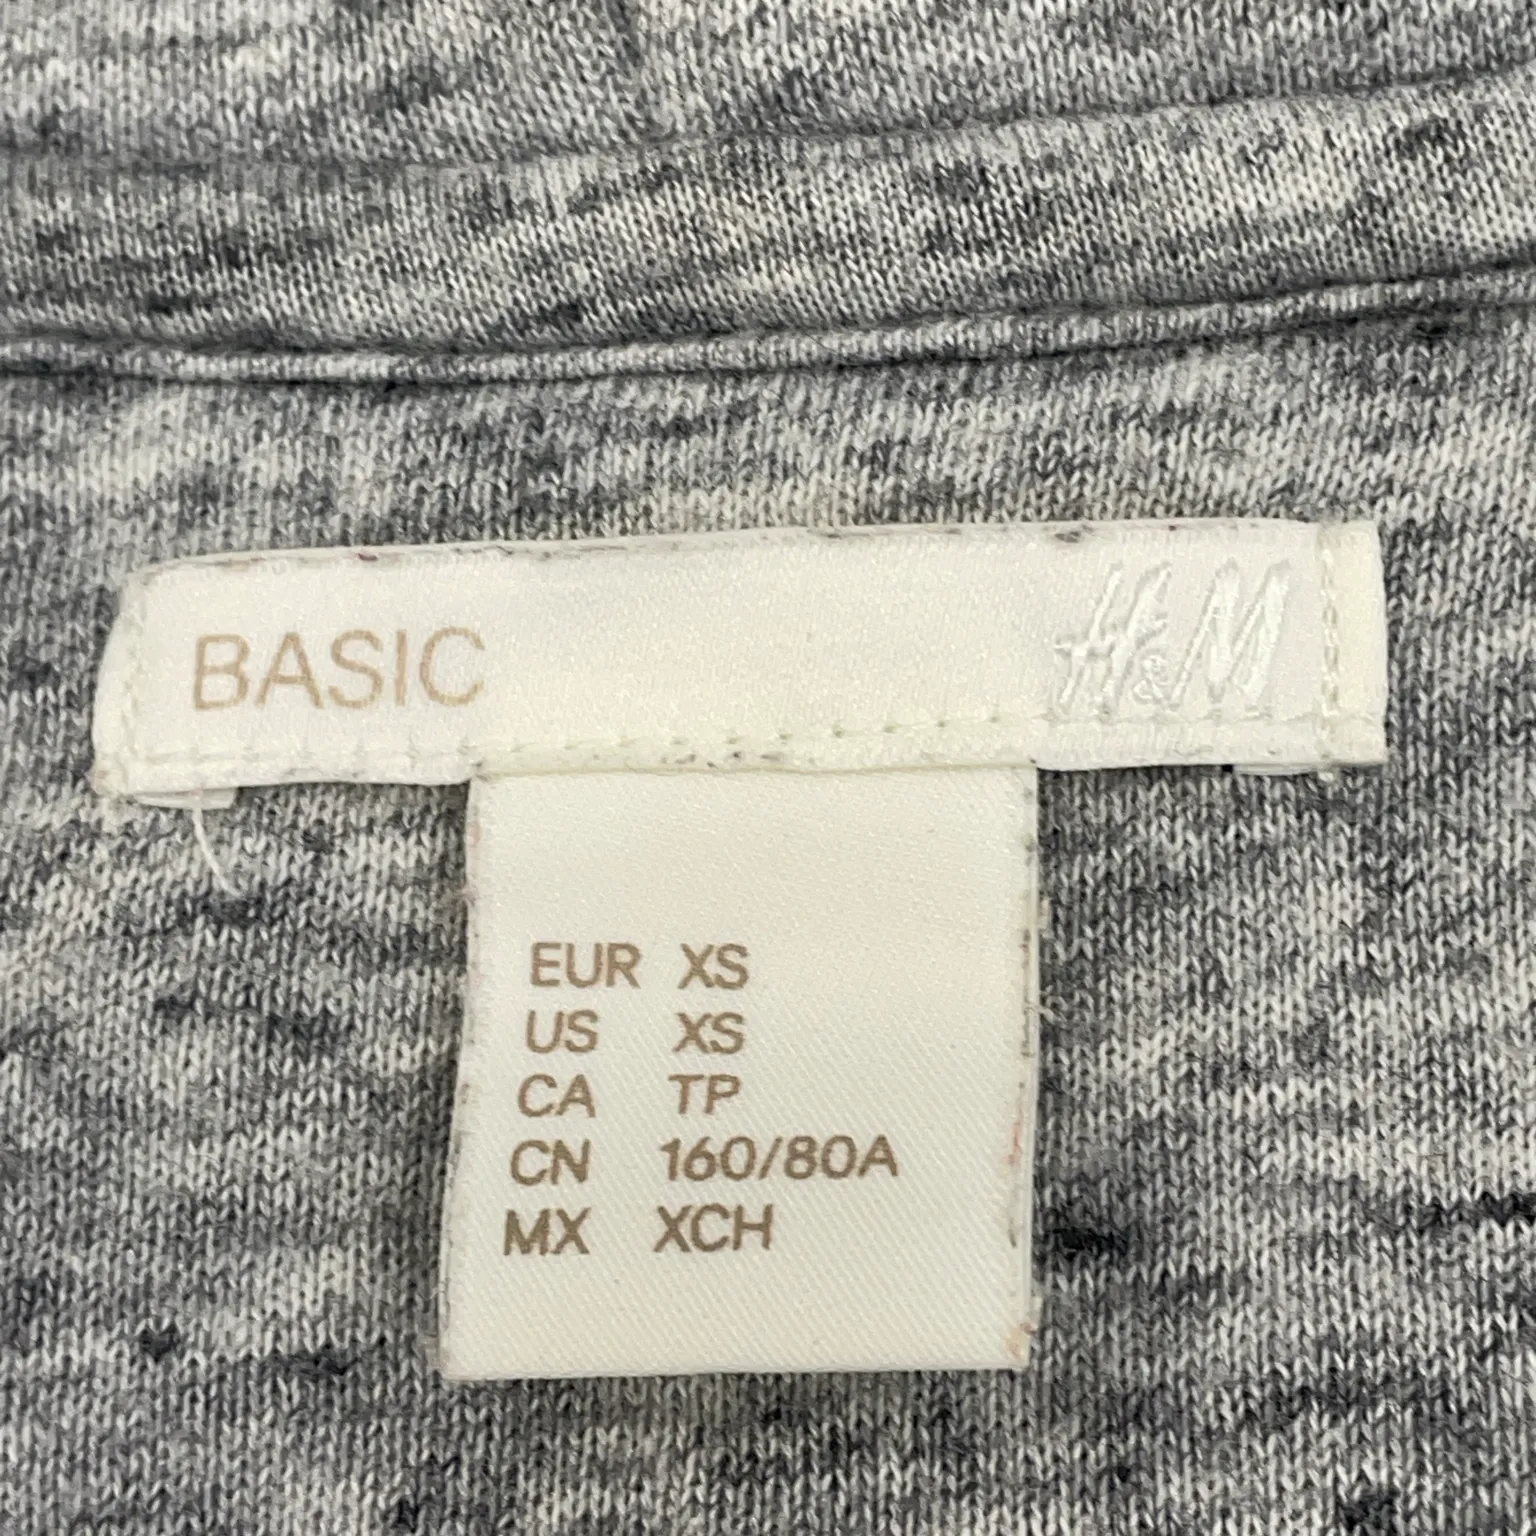 BASIC H&M
EUR XS
US XS
CA TP
CN 160/80A
MX XCH